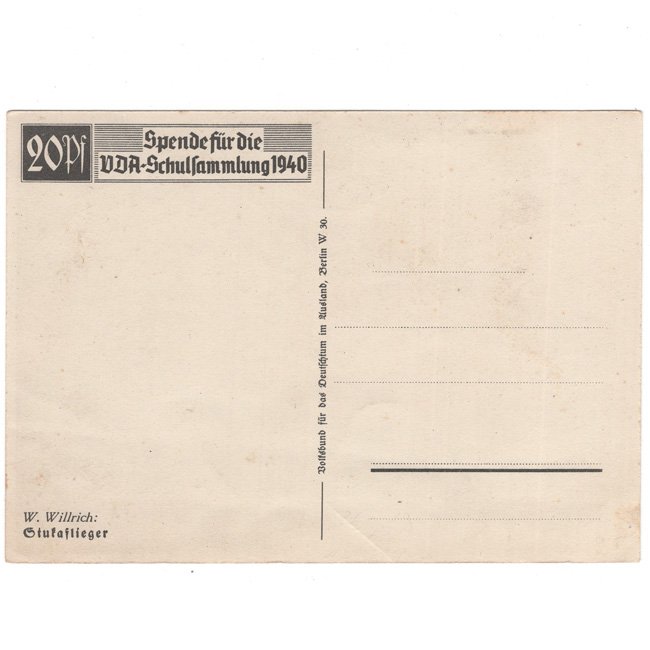 20Pf
Spende für die
VDA-Schulsammlung 1940
Volksbund für das Deutschtum im Ausland, Berlin W 30.
W. Willrich:
Stukaflieger